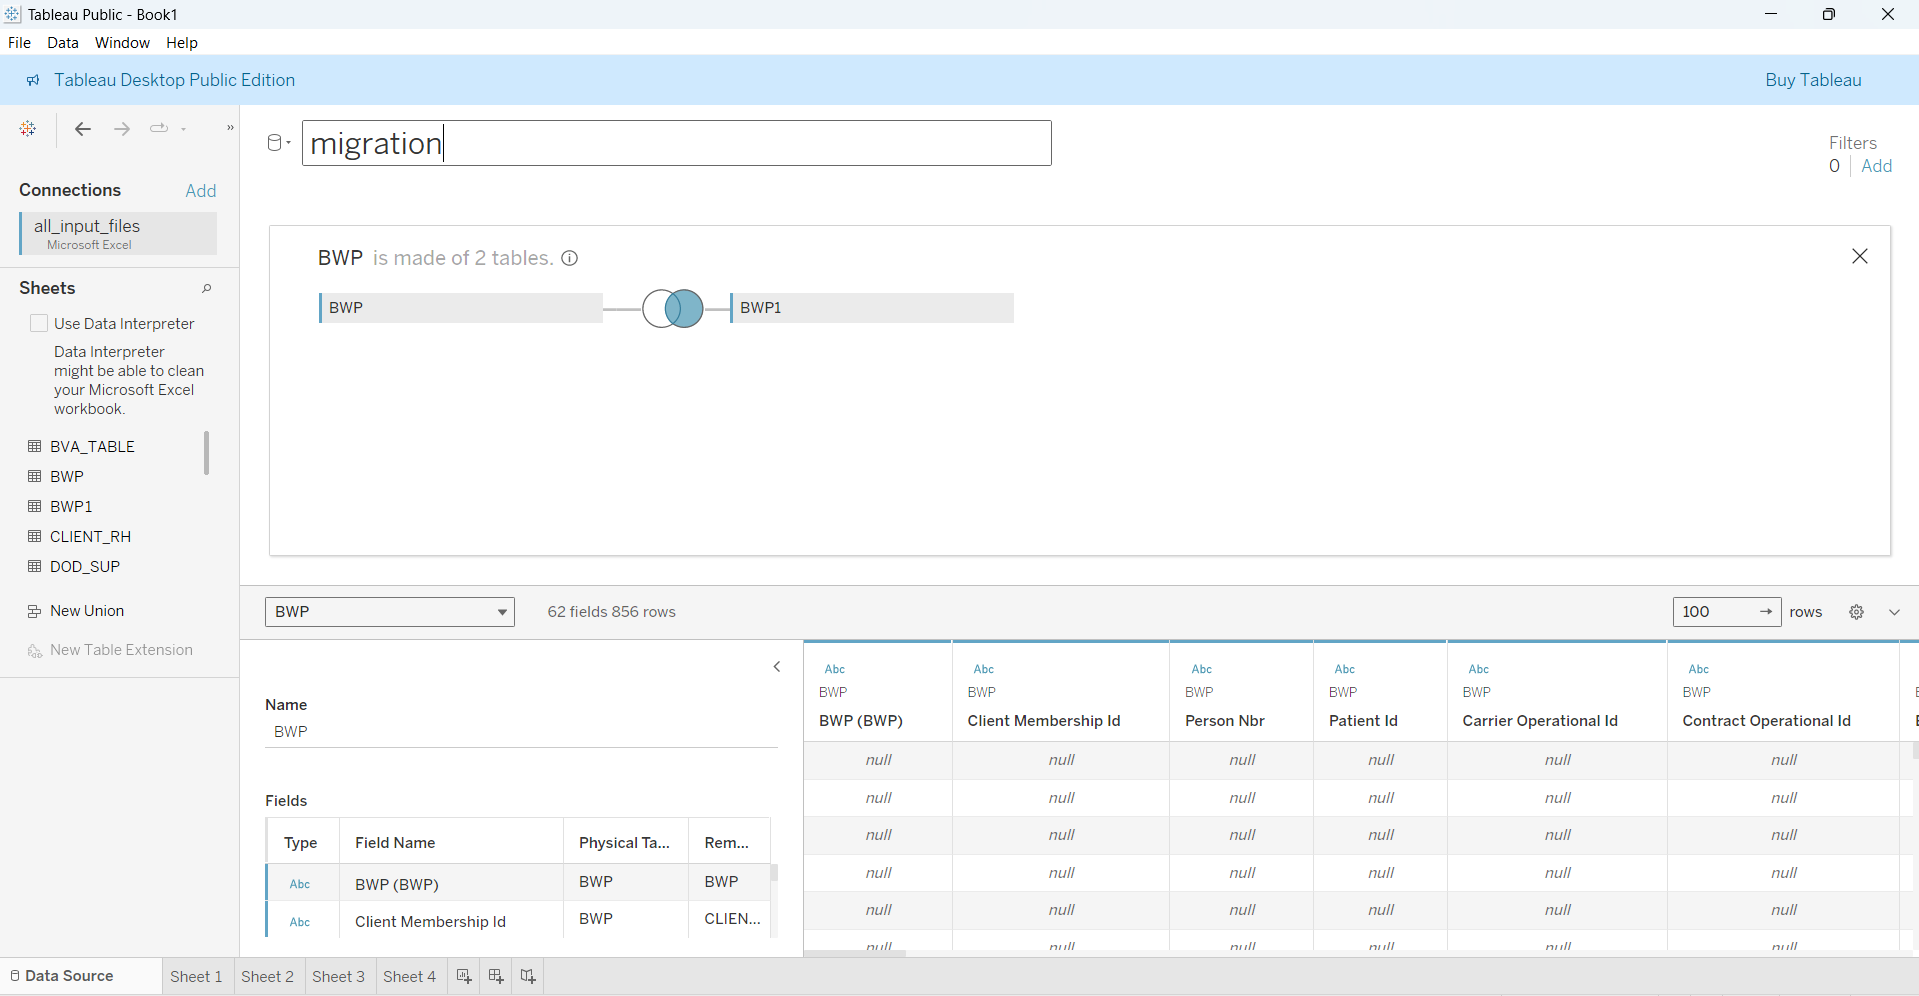 Tableau Public - Book1
File Data Window Help
Tableau Desktop Public Edition Buy Tableau
migration
Filters
0 Add
Connections Add
all_input_files
Microsoft Excel
Sheets
Use Data Interpreter
Data Interpreter
might be able to clean
your Microsoft Excel
workbook.
BVA_TABLE
BWP
BWP1
CLIENT_RH
DOD_SUP
New Union
New Table Extension
BWP is made of 2 tables.
BWP BWP1
BWP 62 fields 856 rows 100 rows
Name
BWP
Fields
Type Field Name Physical Ta... Rem...
Abc BWP (BWP) BWP BWP
Abc Client Membership Id BWP CLIEN...
Abc Abc Abc Abc Abc Abc
BWP BWP BWP BWP BWP BWP
BWP (BWP) Client Membership Id Person Nbr Patient Id Carrier Operational Id Contract Operational Id
null null null null null null
null null null null null null
null null null null null null
null null null null null null
null null null null null null
null null null null null null
Data Source Sheet 1 Sheet 2 Sheet 3 Sheet 4